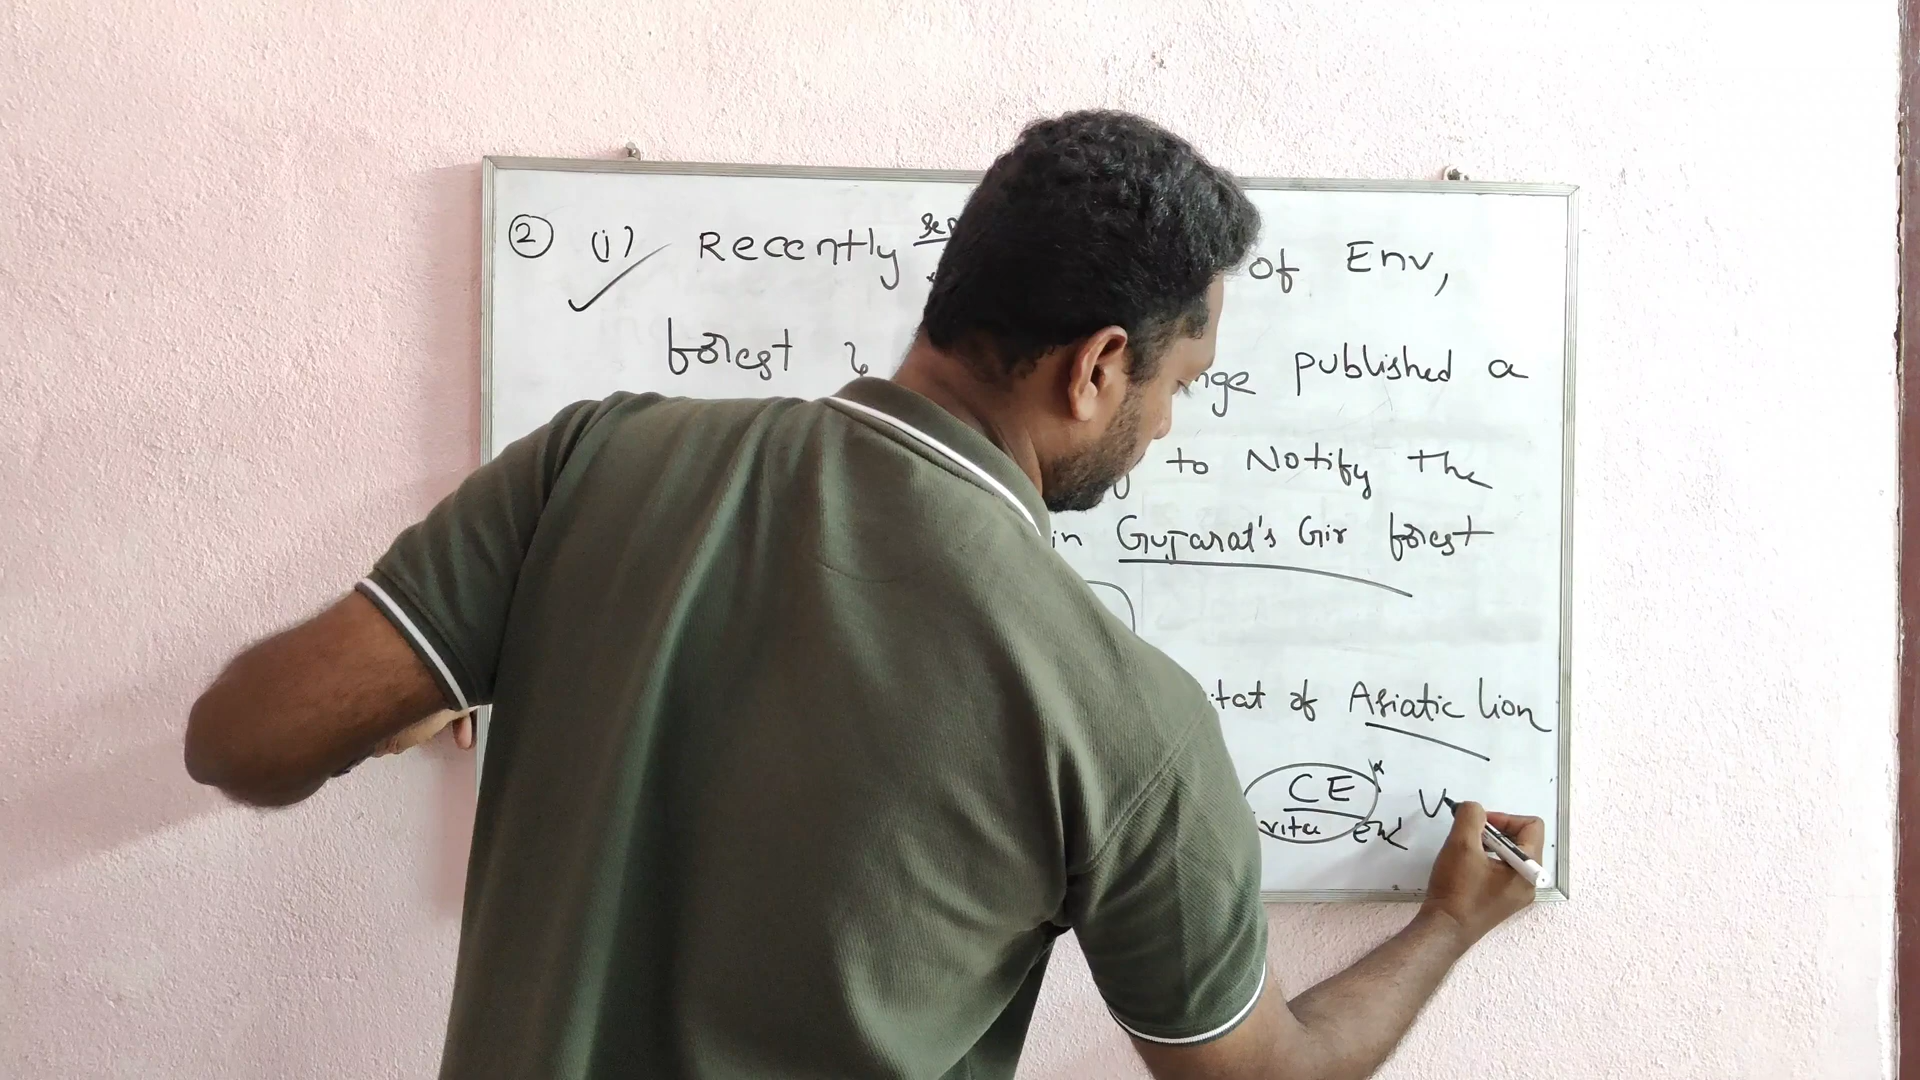 ② (i) Recently Sep of Env,
forest & nge published a
to Notify The
in Gujarat's Gir forest
itat of Asiatic lion
CE V